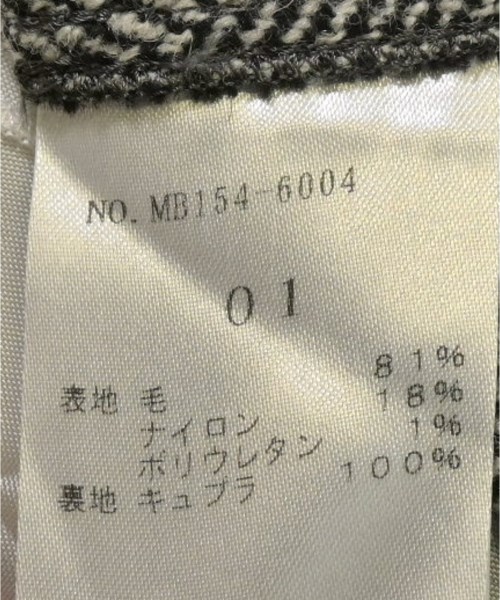 NO. MB154-6004
01
表地 毛 81%
ナイロン 18%
ポリウレタン 1%
裏地 キュプラ 100%